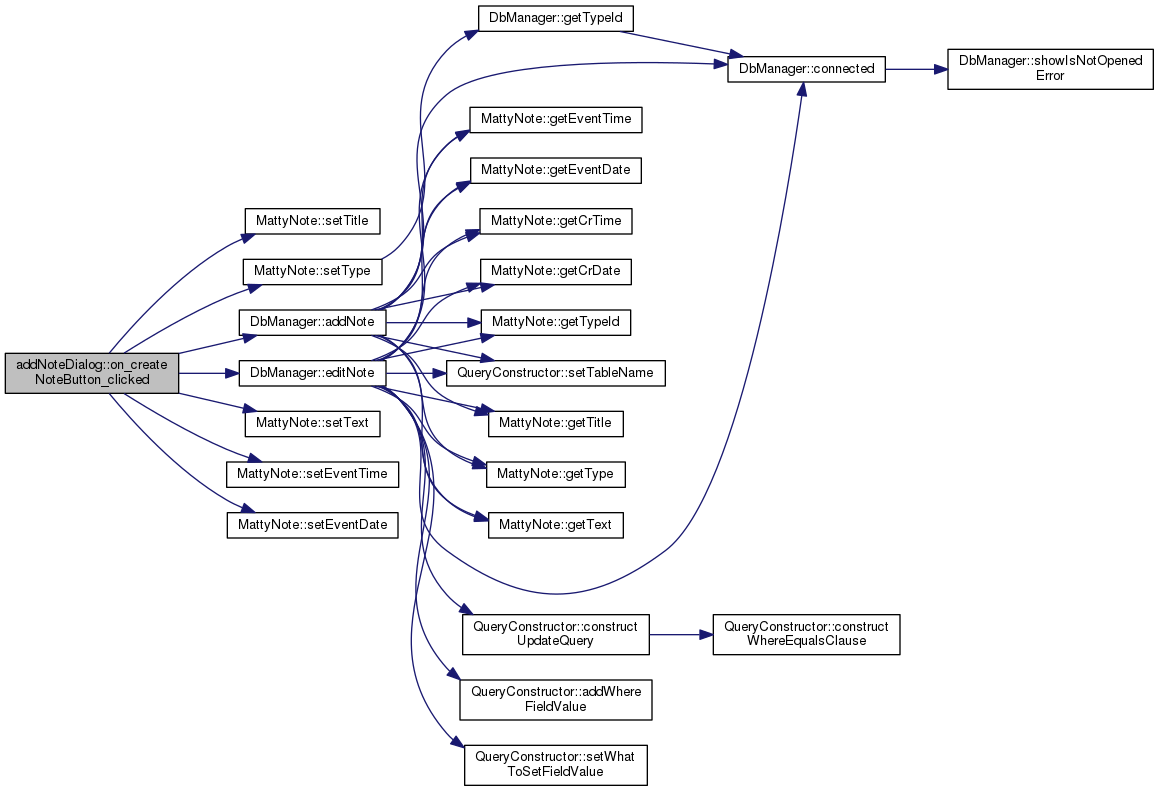 DbManager::getTypeId
DbManager::connected
DbManager::showIsNotOpened
Error
MattyNote::getEventTime
MattyNote::getEventDate
MattyNote::setTitle
MattyNote::getCrTime
MattyNote::setType
MattyNote::getCrDate
DbManager::addNote
MattyNote::getTypeId
addNoteDialog::on_create
NoteButton_clicked
DbManager::editNote
QueryConstructor::setTableName
MattyNote::setText
MattyNote::getTitle
MattyNote::setEventTime
MattyNote::getType
MattyNote::setEventDate
MattyNote::getText
QueryConstructor::construct
UpdateQuery
QueryConstructor::construct
WhereEqualsClause
QueryConstructor::addWhere
FieldValue
QueryConstructor::setWhat
ToSetFieldValue